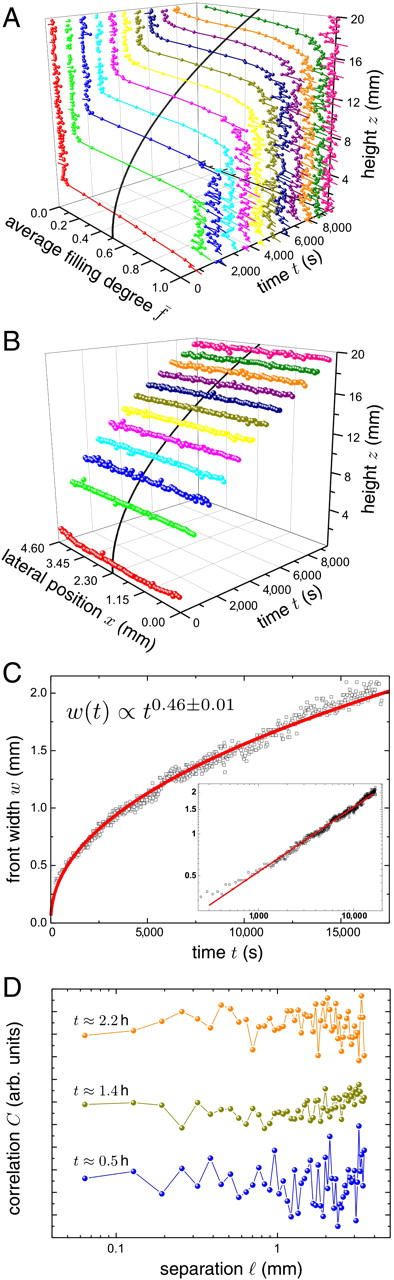 A
20
16
12
8
4
height z (mm)
0.0
0.2
0.4
0.6
0.8
1.0
average filling degree f̄
0
2,000
4,000
6,000
8,000
time t (s)
B
20
16
12
8
4
height z (mm)
4.60
3.45
2.30
1.15
0.00
lateral position x (mm)
0
2,000
4,000
6,000
8,000
time t (s)
C
w(t) ∝ t^0.46±0.01
2.0
1.5
1.0
0.5
0.0
front width w (mm)
2
1
0.5
1,000
10,000
0
5,000
10,000
15,000
time t (s)
D
t ≈ 2.2 h
t ≈ 1.4 h
t ≈ 0.5 h
correlation C (arb. units)
0.1
1
separation ℓ (mm)